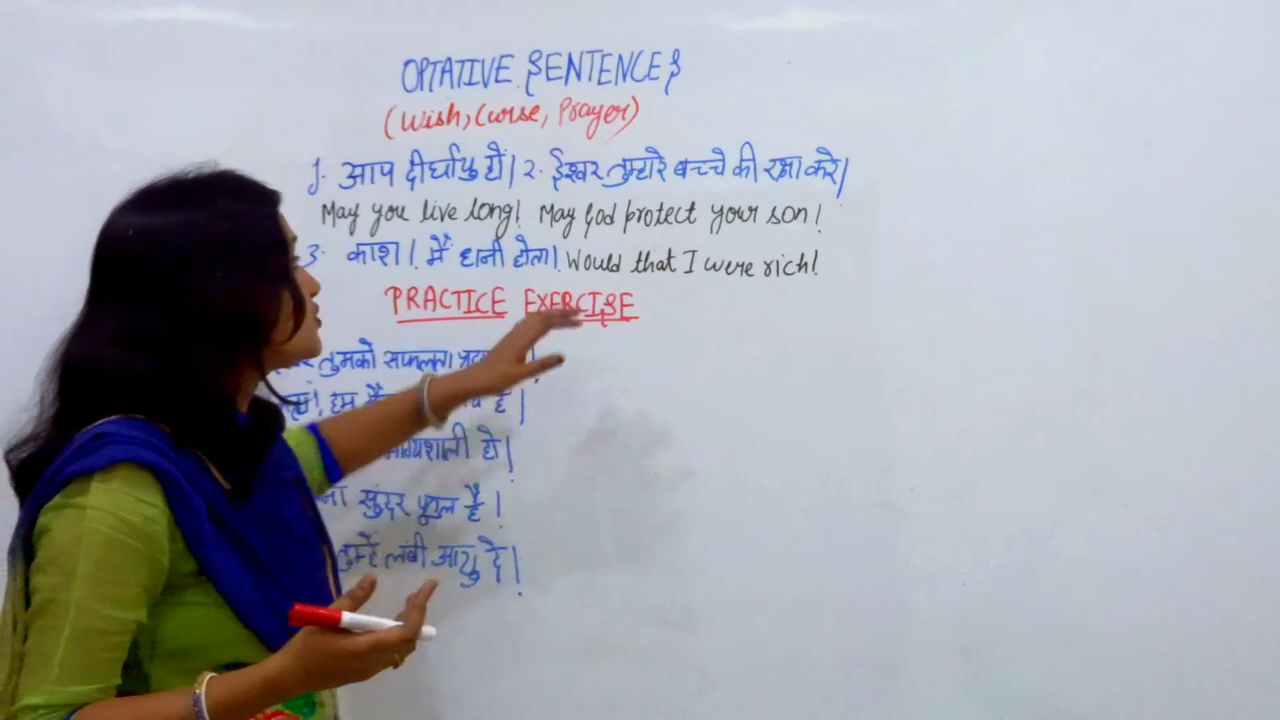 OPTATIVE SENTENCES
(Wish, Curse, Prayer)
1. आप दीर्घायु हों। 2. ईश्वर तुम्हारे बच्चे की रक्षा करे।
May you live long! May God protect your son!
3. काश! मैं धनी होता। Would that I were rich!
PRACTICE EXERCISE
तुमको सफलता
हम
हो।
सुंदर फूल है।
तुम्हें लंबी आयु दे।